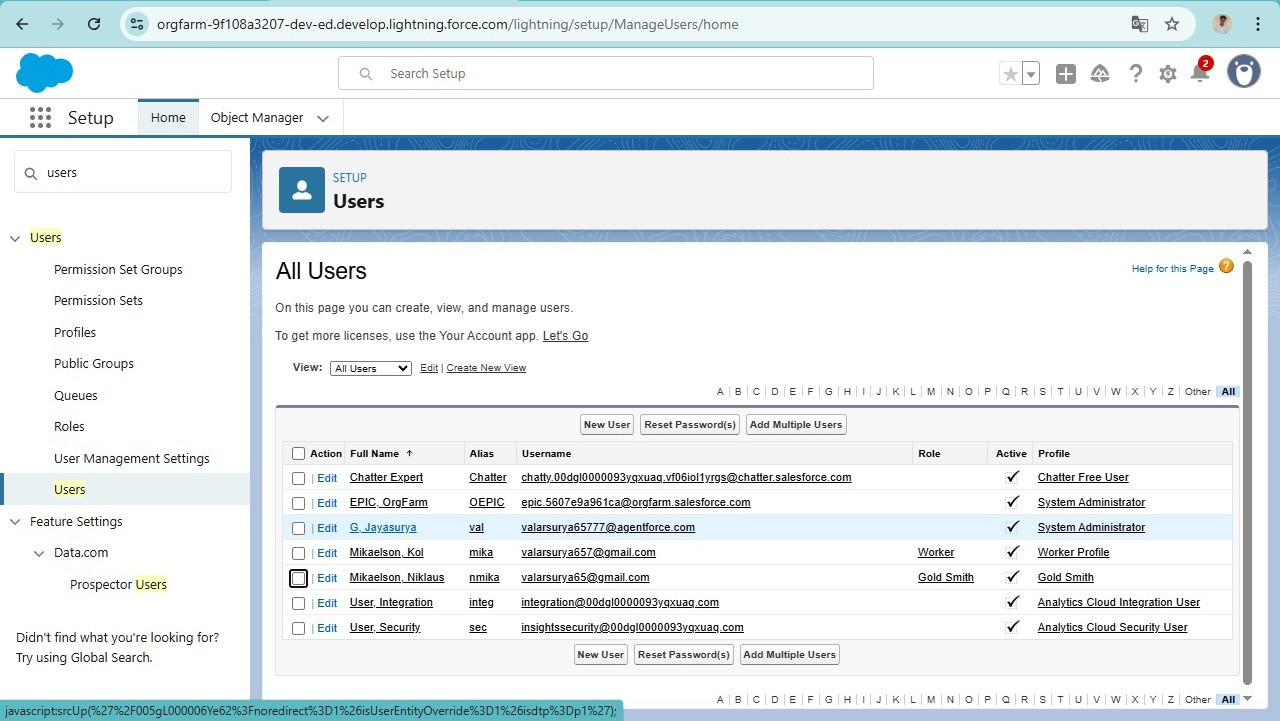 orgfarm-9f108a3207-dev-ed.develop.lightning.force.com/lightning/setup/ManageUsers/home
Search Setup
2
Setup
Home
Object Manager
users
Users
Permission Set Groups
Permission Sets
Profiles
Public Groups
Queues
Roles
User Management Settings
Users
Feature Settings
Data.com
Prospector Users
Didn't find what you're looking for?
Try using Global Search.
SETUP
Users
All Users
Help for this Page ?
On this page you can create, view, and manage users.
To get more licenses, use the Your Account app. Let's Go
View: All Users Edit | Create New View
A | B | C | D | E | F | G | H | I | J | K | L | M | N | O | P | Q | R | S | T | U | V | W | X | Y | Z | Other | All
New User Reset Password(s) Add Multiple Users
Action Full Name ↑ Alias Username Role Active Profile
| Edit Chatter Expert Chatter chatty.00dgl0000093yqxuaq.vf06iol1yrgs@chatter.salesforce.com ✓ Chatter Free User
| Edit EPIC, OrgFarm OEPIC epic.5607e9a961ca@orgfarm.salesforce.com ✓ System Administrator
| Edit G, Jayasurya val valarsurya65777@agentforce.com ✓ System Administrator
| Edit Mikaelson, Kol mika valarsurya657@gmail.com Worker ✓ Worker Profile
| Edit Mikaelson, Niklaus nmika valarsurya65@gmail.com Gold Smith ✓ Gold Smith
| Edit User, Integration integ integration@00dgl0000093yqxuaq.com ✓ Analytics Cloud Integration User
| Edit User, Security sec insightssecurity@00dgl0000093yqxuaq.com ✓ Analytics Cloud Security User
New User Reset Password(s) Add Multiple Users
A | B | C | D | E | F | G | H | I | J | K | L | M | N | O | P | Q | R | S | T | U | V | W | X | Y | Z | Other | All
javascript:srcUp(%27%2F005gL000006Ye62%3Fnoredirect%3D1%26isUserEntityOverride%3D1%26isdtp%3Dp1%27);